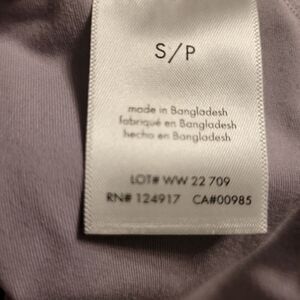 S/P
made in Bangladesh
fabriqué en Bangladesh
hecho en Bangladesh
LOT# WW 22 709
RN# 124917 CA#00985